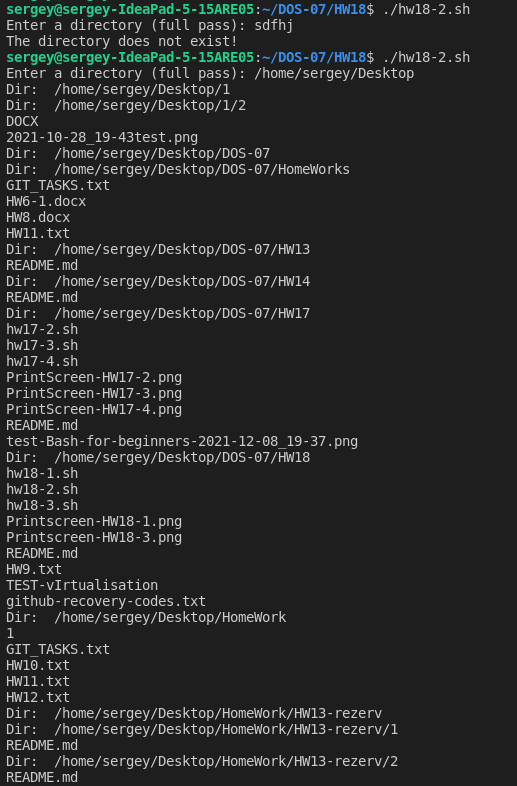 sergey@sergey-IdeaPad-5-15ARE05:~/DOS-07/HW18$ ./hw18-2.sh
Enter a directory (full pass): sdfhj
The directory does not exist!
sergey@sergey-IdeaPad-5-15ARE05:~/DOS-07/HW18$ ./hw18-2.sh
Enter a directory (full pass): /home/sergey/Desktop
Dir:  /home/sergey/Desktop/1
Dir:  /home/sergey/Desktop/1/2
DOCX
2021-10-28_19-43test.png
Dir:  /home/sergey/Desktop/DOS-07
Dir:  /home/sergey/Desktop/DOS-07/HomeWorks
GIT_TASKS.txt
HW6-1.docx
HW8.docx
HW11.txt
Dir:  /home/sergey/Desktop/DOS-07/HW13
README.md
Dir:  /home/sergey/Desktop/DOS-07/HW14
README.md
Dir:  /home/sergey/Desktop/DOS-07/HW17
hw17-2.sh
hw17-3.sh
hw17-4.sh
PrintScreen-HW17-2.png
PrintScreen-HW17-3.png
PrintScreen-HW17-4.png
README.md
test-Bash-for-beginners-2021-12-08_19-37.png
Dir:  /home/sergey/Desktop/DOS-07/HW18
hw18-1.sh
hw18-2.sh
hw18-3.sh
Printscreen-HW18-1.png
Printscreen-HW18-3.png
README.md
HW9.txt
TEST-vIrtualisation
github-recovery-codes.txt
Dir:  /home/sergey/Desktop/HomeWork
1
GIT_TASKS.txt
HW10.txt
HW11.txt
HW12.txt
Dir:  /home/sergey/Desktop/HomeWork/HW13-rezerv
Dir:  /home/sergey/Desktop/HomeWork/HW13-rezerv/1
README.md
Dir:  /home/sergey/Desktop/HomeWork/HW13-rezerv/2
README.md